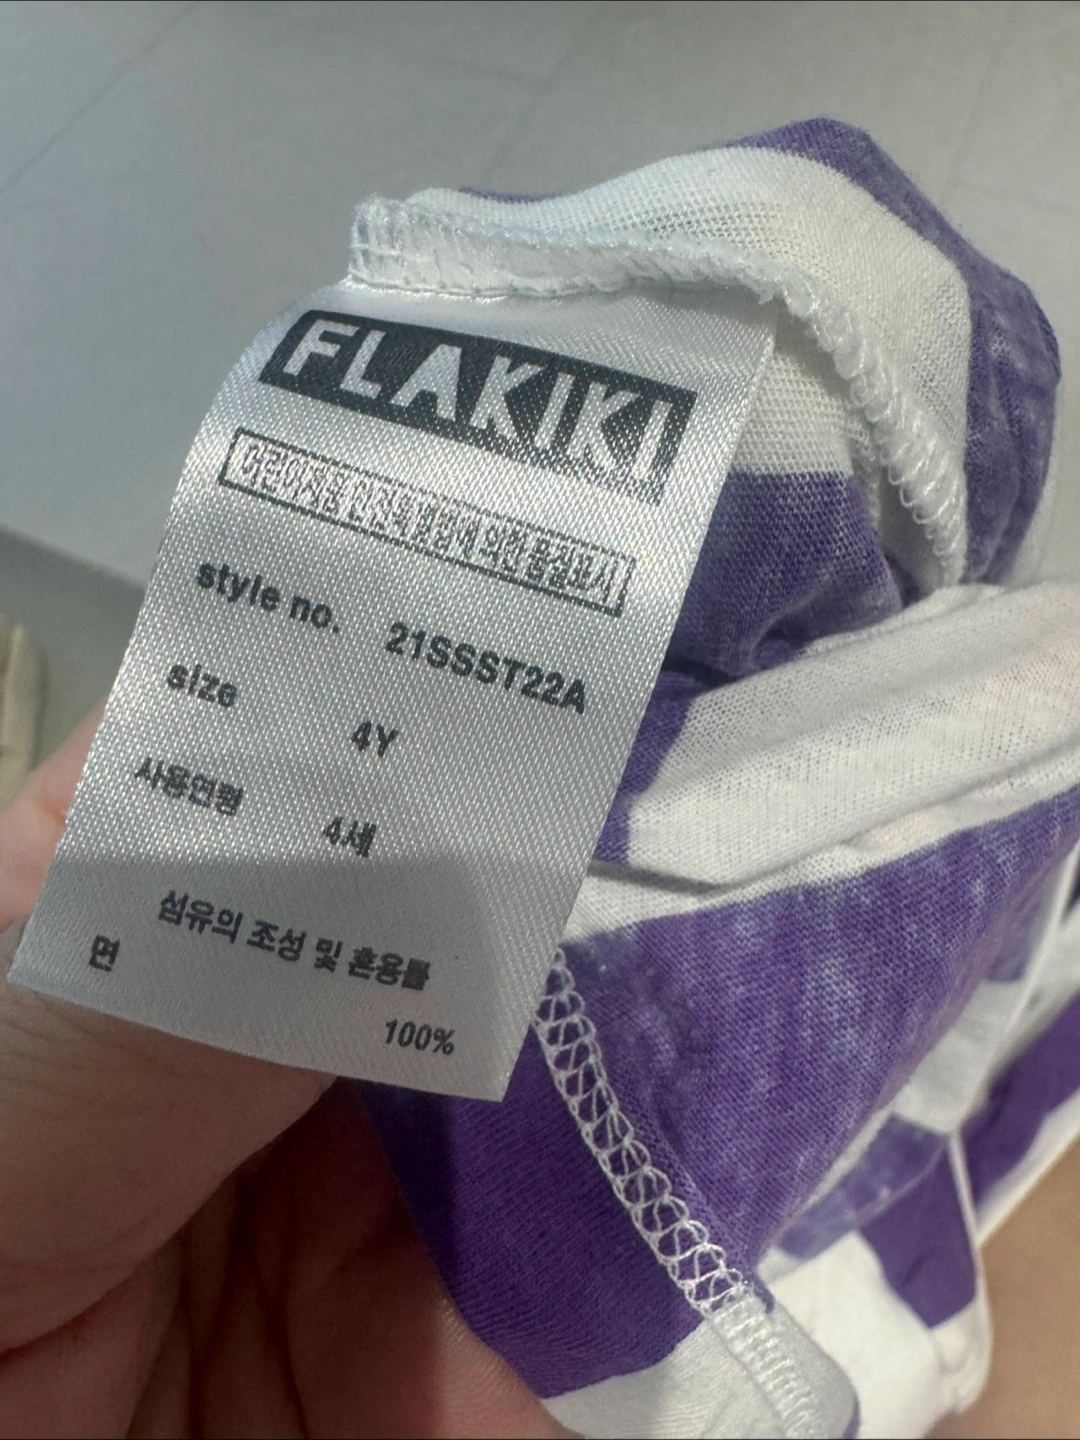 FLAKIKI
어린이제품 안전특별법에 의한 품질표시
style no. 21SSST22A
size 4Y
사용연령 4세
섬유의 조성 및 혼용률
면 100%